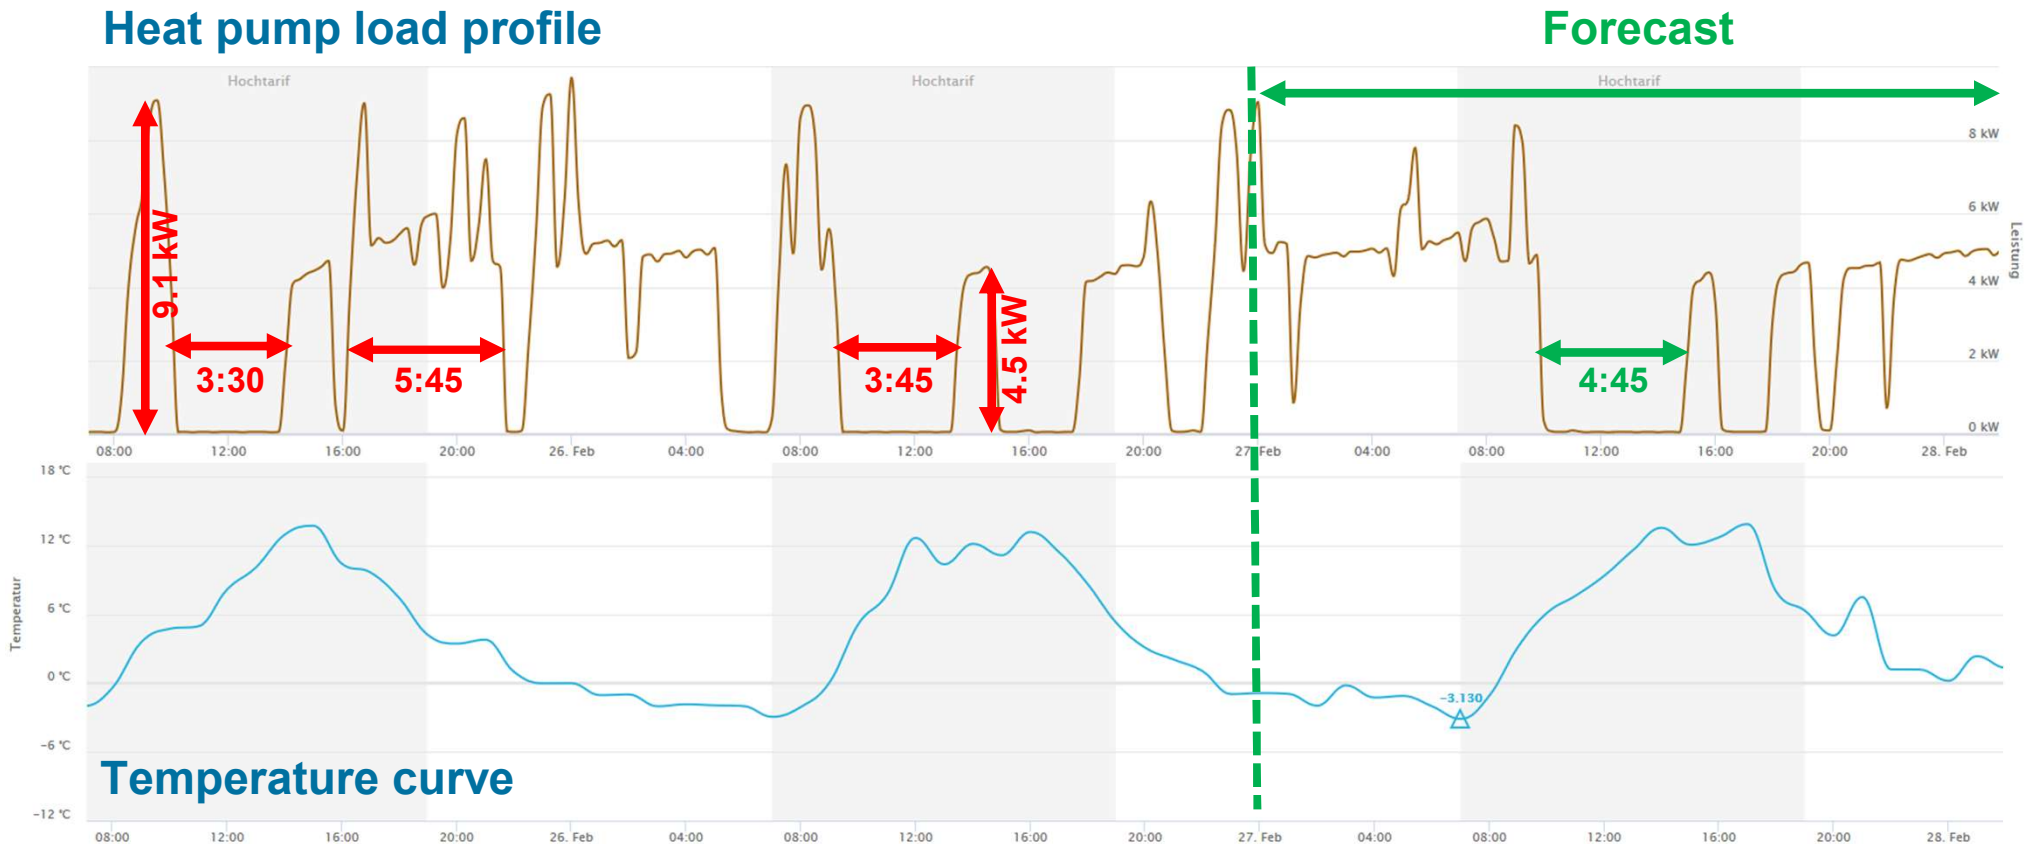 Heat pump load profile
Forecast
Hochtarif
Hochtarif
Hochtarif
8 kW
6 kW
4 kW
2 kW
0 kW
Leistung
9.1 kW
3:30
5:45
3:45
4.5 kW
4:45
08:00 12:00 16:00 20:00 26. Feb 04:00 08:00 12:00 16:00 20:00 27. Feb 04:00 08:00 12:00 16:00 20:00 28. Feb
18 °C
12 °C
6 °C
0 °C
-6 °C
-12 °C
Temperatur
-3.130
Temperature curve
08:00 12:00 16:00 20:00 26. Feb 04:00 08:00 12:00 16:00 20:00 27. Feb 04:00 08:00 12:00 16:00 20:00 28. Feb